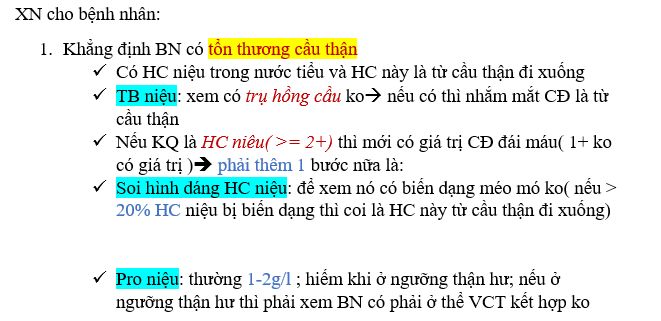 XN cho bệnh nhân:
1. Khẳng định BN có tổn thương cầu thận
✓ Có HC niệu trong nước tiểu và HC này là từ cầu thận đi xuống
✓ TB niệu: xem có trụ hồng cầu ko→ nếu có thì nhắm mắt CĐ là từ
cầu thận
✓ Nếu KQ là HC niêu( >= 2+) thì mới có giá trị CĐ đái máu( 1+ ko
có giá trị )➔ phải thêm 1 bước nữa là:
✓ Soi hình dáng HC niệu: để xem nó có biến dạng méo mó ko( nếu >
20% HC niệu bị biến dạng thì coi là HC này từ cầu thận đi xuống)
✓ Pro niệu: thường 1-2g/l ; hiếm khi ở ngưỡng thận hư; nếu ở
ngưỡng thận hư thì phải xem BN có phải ở thể VCT kết hợp ko